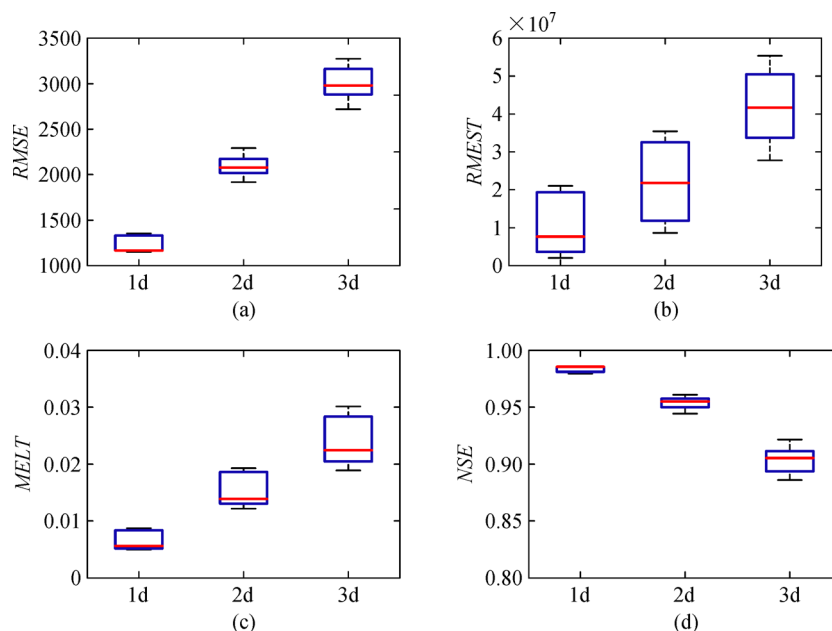 3500
3000
2500
2000
1500
1000
RMSE
1d
2d
3d
(a)
×10^7
6
5
4
3
2
1
0
RMEST
1d
2d
3d
(b)
0.04
0.03
0.02
0.01
0
MELT
1d
2d
3d
(c)
1.00
0.95
0.90
0.85
0.80
NSE
1d
2d
3d
(d)